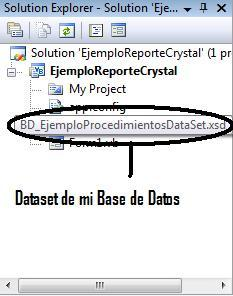 Solution Explorer - Solution 'Eje...
Solution 'EjemploReporteCrystal' (1 pr
EjemploReporteCrystal
My Project
app.config
BD_EjemploProcedimientosDataSet.xsd
Form1.vb
Dataset de mi Base de Datos